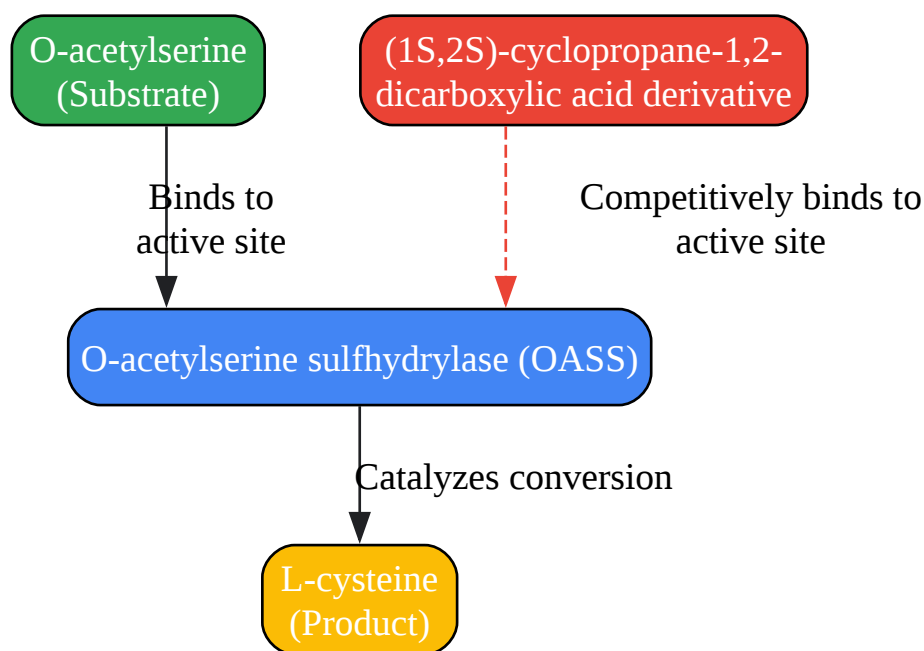 O-acetylserine
(Substrate)
(1S,2S)-cyclopropane-1,2-
dicarboxylic acid derivative
Binds to
active site
Competitively binds to
active site
O-acetylserine sulfhydrylase (OASS)
Catalyzes conversion
L-cysteine
(Product)